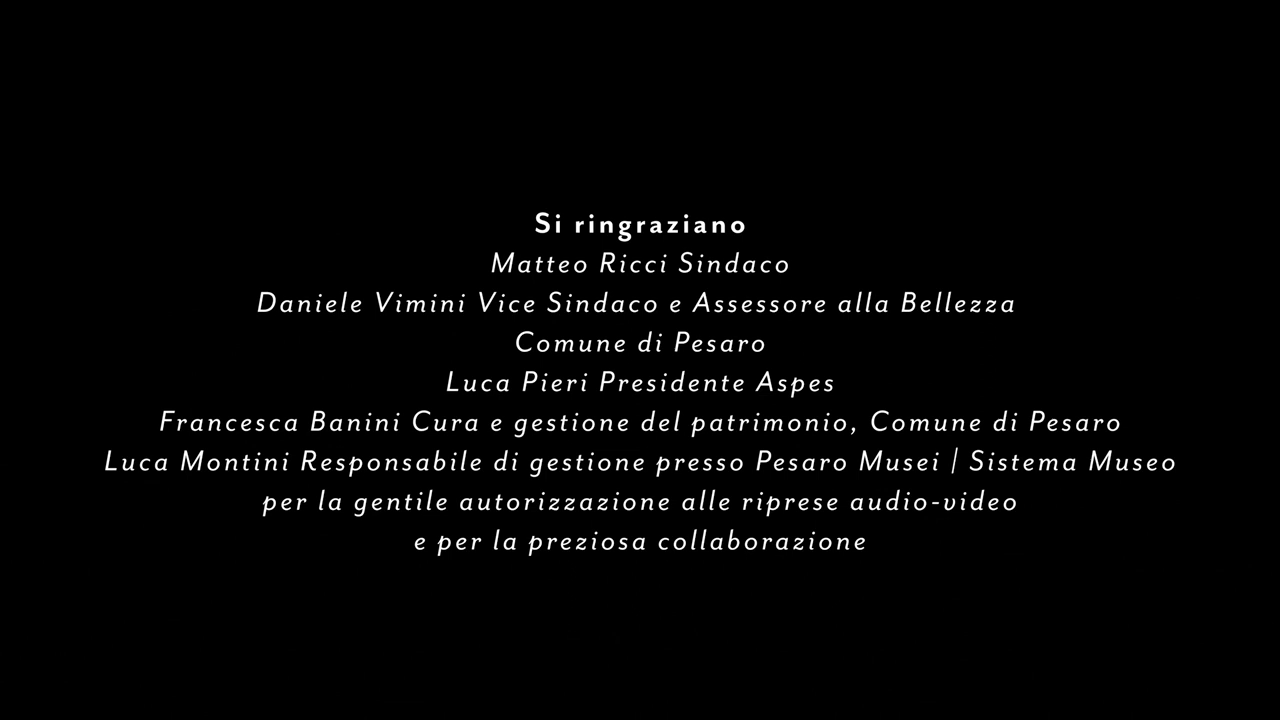 Si ringraziano
Matteo Ricci Sindaco
Daniele Vimini Vice Sindaco e Assessore alla Bellezza
Comune di Pesaro
Luca Pieri Presidente Aspes
Francesca Banini Cura e gestione del patrimonio, Comune di Pesaro
Luca Montini Responsabile di gestione presso Pesaro Musei | Sistema Museo
per la gentile autorizzazione alle riprese audio-video
e per la preziosa collaborazione